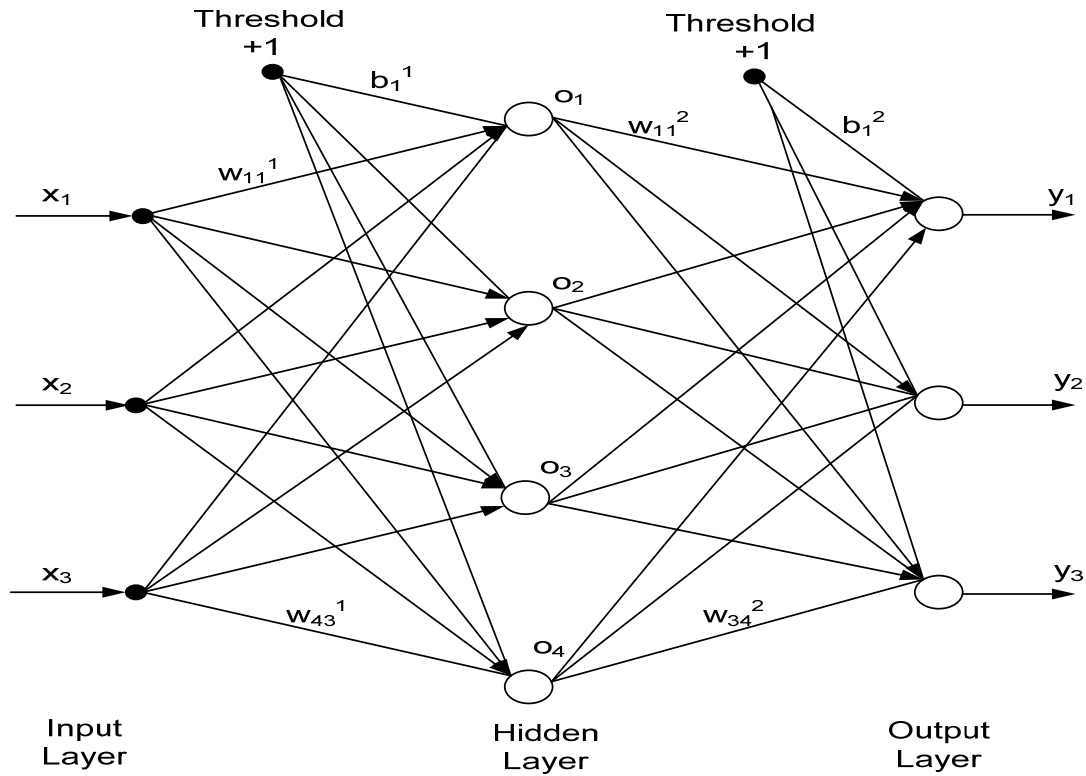 Threshold
+1
Threshold
+1
b₁¹
o₁
w₁₁²
b₁²
w₁₁¹
x₁
y₁
o₂
x₂
y₂
o₃
x₃
y₃
w₄₃¹
w₃₄²
o₄
Input
Layer
Hidden
Layer
Output
Layer